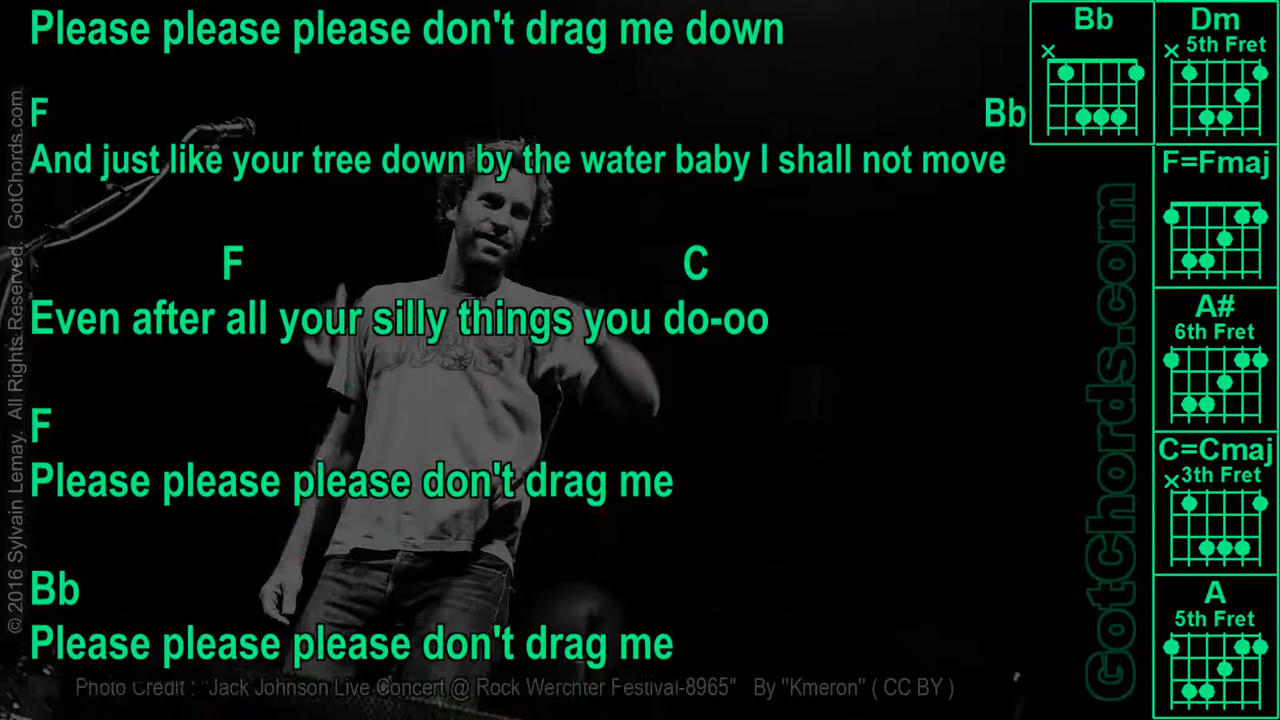 Please please please don't drag me down
F Bb
And just like your tree down by the water baby I shall not move
F C
Even after all your silly things you do-oo
F
Please please please don't drag me
Bb
Please please please don't drag me
Photo Credit : "Jack Johnson Live Concert @ Rock Werchter Festival-8965" By "Kmeron" ( CC BY )
© 2016 Sylvain Lemay. All Rights Reserved. GotChords.com
GotChords.com
Bb
×
Dm
× 5th Fret
F=Fmaj
A#
6th Fret
C=Cmaj
× 3th Fret
A
5th Fret